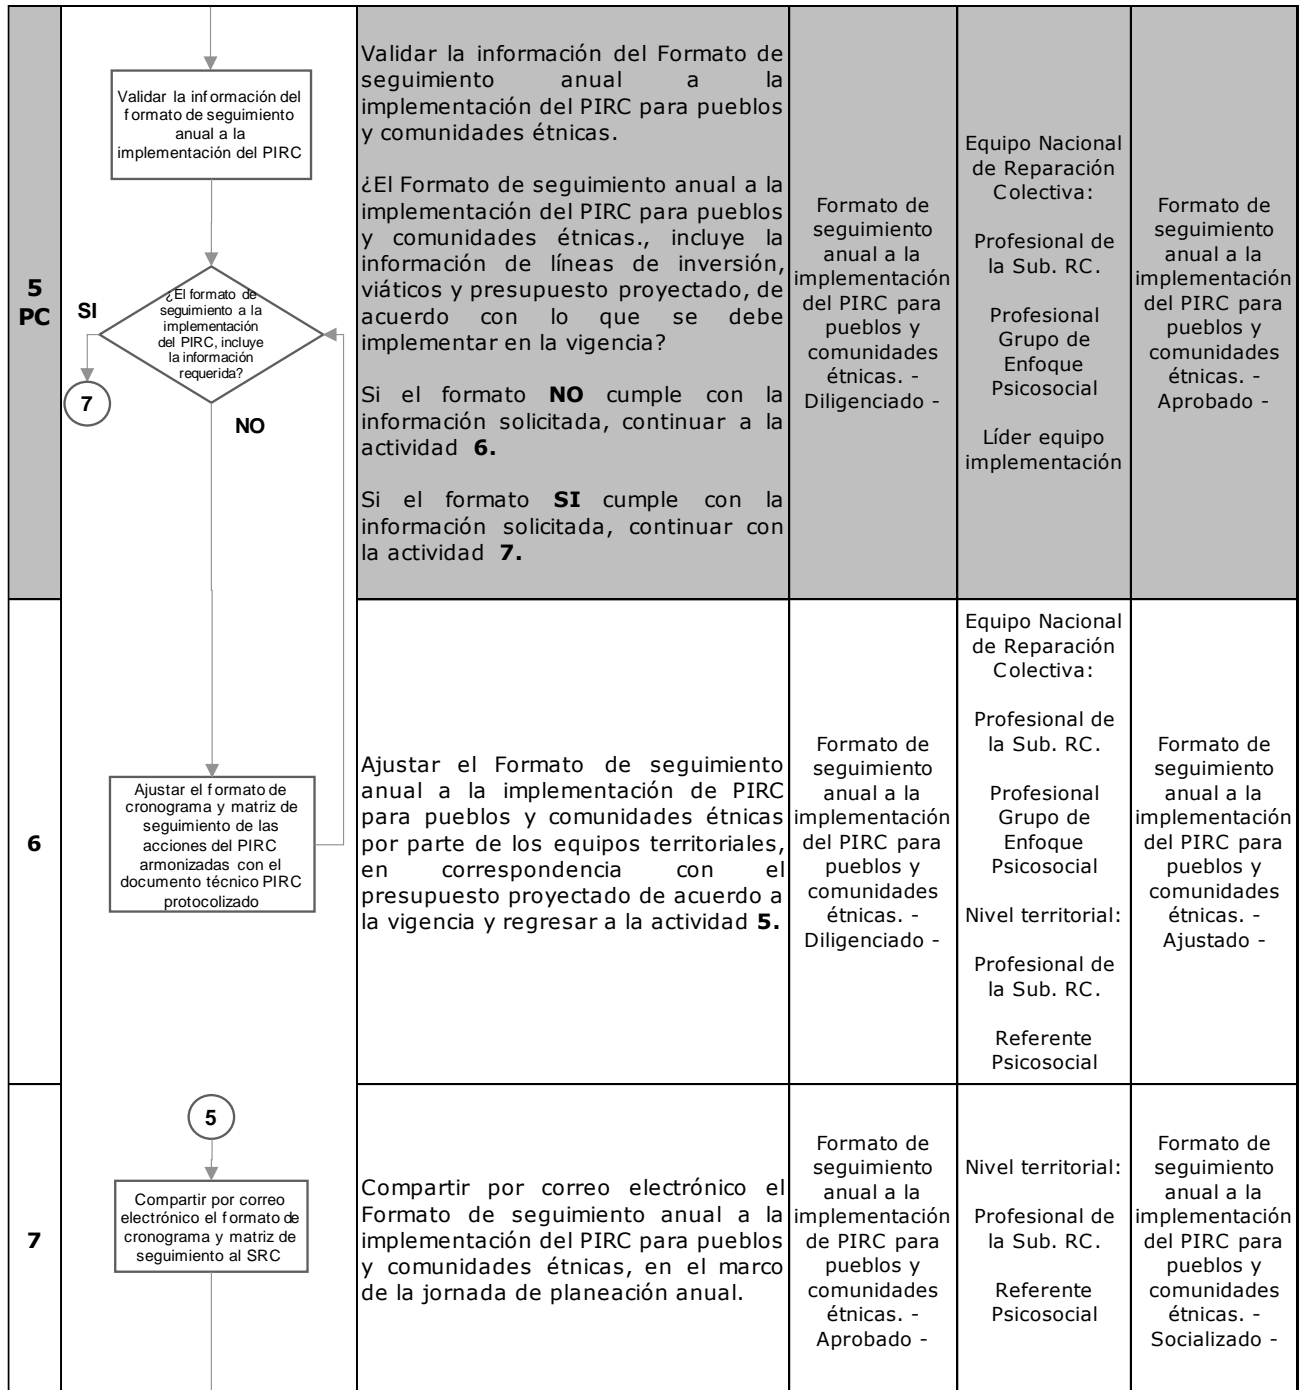 5
PC
Validar la información del
formato de seguimiento
anual a la
implementación del PIRC
¿El formato de
seguimiento a la
implementación
del PIRC, incluye
la información
requerida?
SI
7
NO
Validar la información del Formato de
seguimiento anual a la
implementación del PIRC para pueblos
y comunidades étnicas.
¿El Formato de seguimiento anual a la
implementación del PIRC para pueblos
y comunidades étnicas., incluye la
información de líneas de inversión,
viáticos y presupuesto proyectado, de
acuerdo con lo que se debe
implementar en la vigencia?
Si el formato NO cumple con la
información solicitada, continuar a la
actividad 6.
Si el formato SI cumple con la
información solicitada, continuar con
la actividad 7.
Formato de
seguimiento
anual a la
implementación
del PIRC para
pueblos y
comunidades
étnicas. -
Diligenciado -
Equipo Nacional
de Reparación
Colectiva:
Profesional de
la Sub. RC.
Profesional
Grupo de
Enfoque
Psicosocial
Líder equipo
implementación
Formato de
seguimiento
anual a la
implementación
del PIRC para
pueblos y
comunidades
étnicas. -
Aprobado -
6
Ajustar el formato de
cronograma y matriz de
seguimiento de las
acciones del PIRC
armonizadas con el
documento técnico PIRC
protocolizado
Ajustar el Formato de seguimiento
anual a la implementación de PIRC
para pueblos y comunidades étnicas
por parte de los equipos territoriales,
en correspondencia con el
presupuesto proyectado de acuerdo a
la vigencia y regresar a la actividad 5.
Formato de
seguimiento
anual a la
implementación
del PIRC para
pueblos y
comunidades
étnicas. -
Diligenciado -
Equipo Nacional
de Reparación
Colectiva:
Profesional de
la Sub. RC.
Profesional
Grupo de
Enfoque
Psicosocial
Nivel territorial:
Profesional de
la Sub. RC.
Referente
Psicosocial
Formato de
seguimiento
anual a la
implementación
del PIRC para
pueblos y
comunidades
étnicas. -
Ajustado -
7
5
Compartir por correo
electrónico el formato de
cronograma y matriz de
seguimiento al SRC
Compartir por correo electrónico el
Formato de seguimiento anual a la
implementación del PIRC para pueblos
y comunidades étnicas, en el marco
de la jornada de planeación anual.
Formato de
seguimiento
anual a la
implementación
de PIRC para
pueblos y
comunidades
étnicas. -
Aprobado -
Nivel territorial:
Profesional de
la Sub. RC.
Referente
Psicosocial
Formato de
seguimiento
anual a la
implementación
del PIRC para
pueblos y
comunidades
étnicas. -
Socializado -